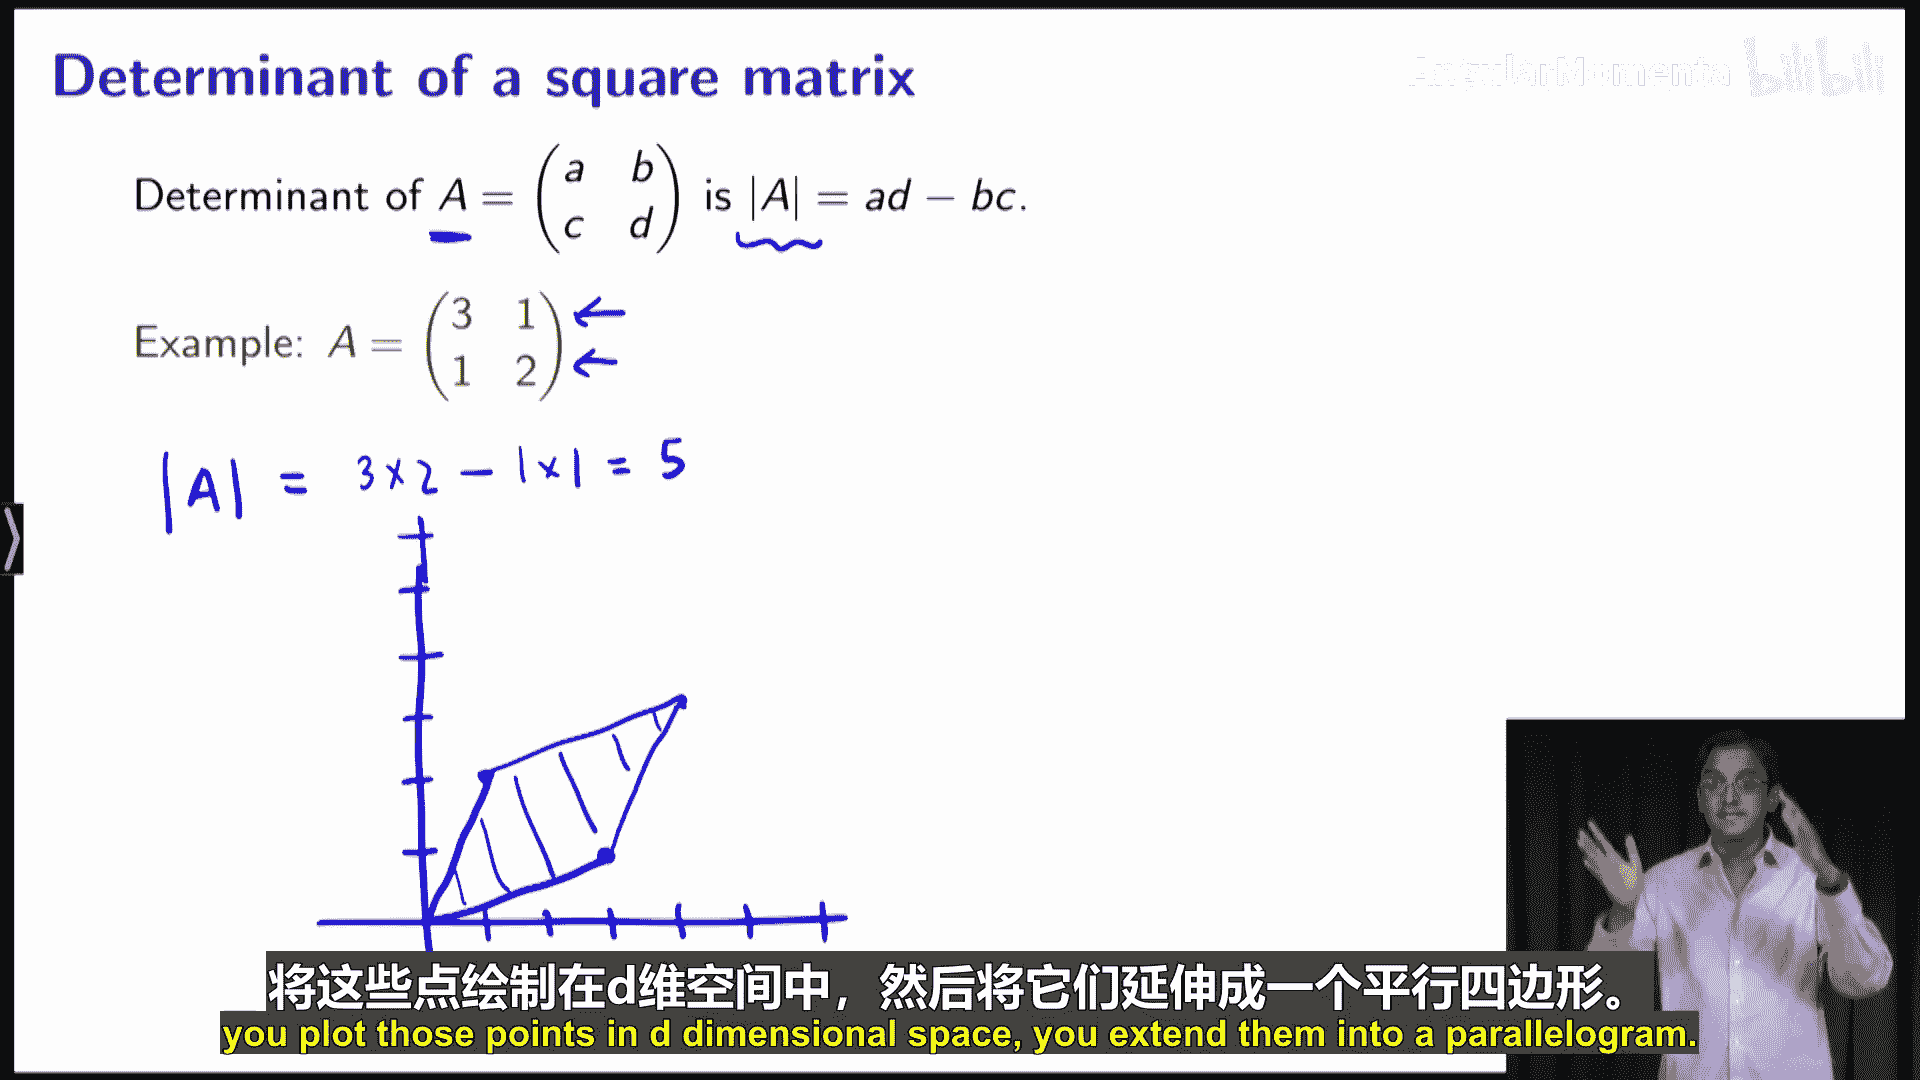 Determinant of a square matrix
AngularMomenta bilibili
Determinant of A = (a b
c d) is |A| = ad − bc.
Example: A = (3 1
1 2)
|A| = 3×2 − 1×1 = 5
将这些点绘制在d维空间中，然后将它们延伸成一个平行四边形。
you plot those points in d dimensional space, you extend them into a parallelogram.